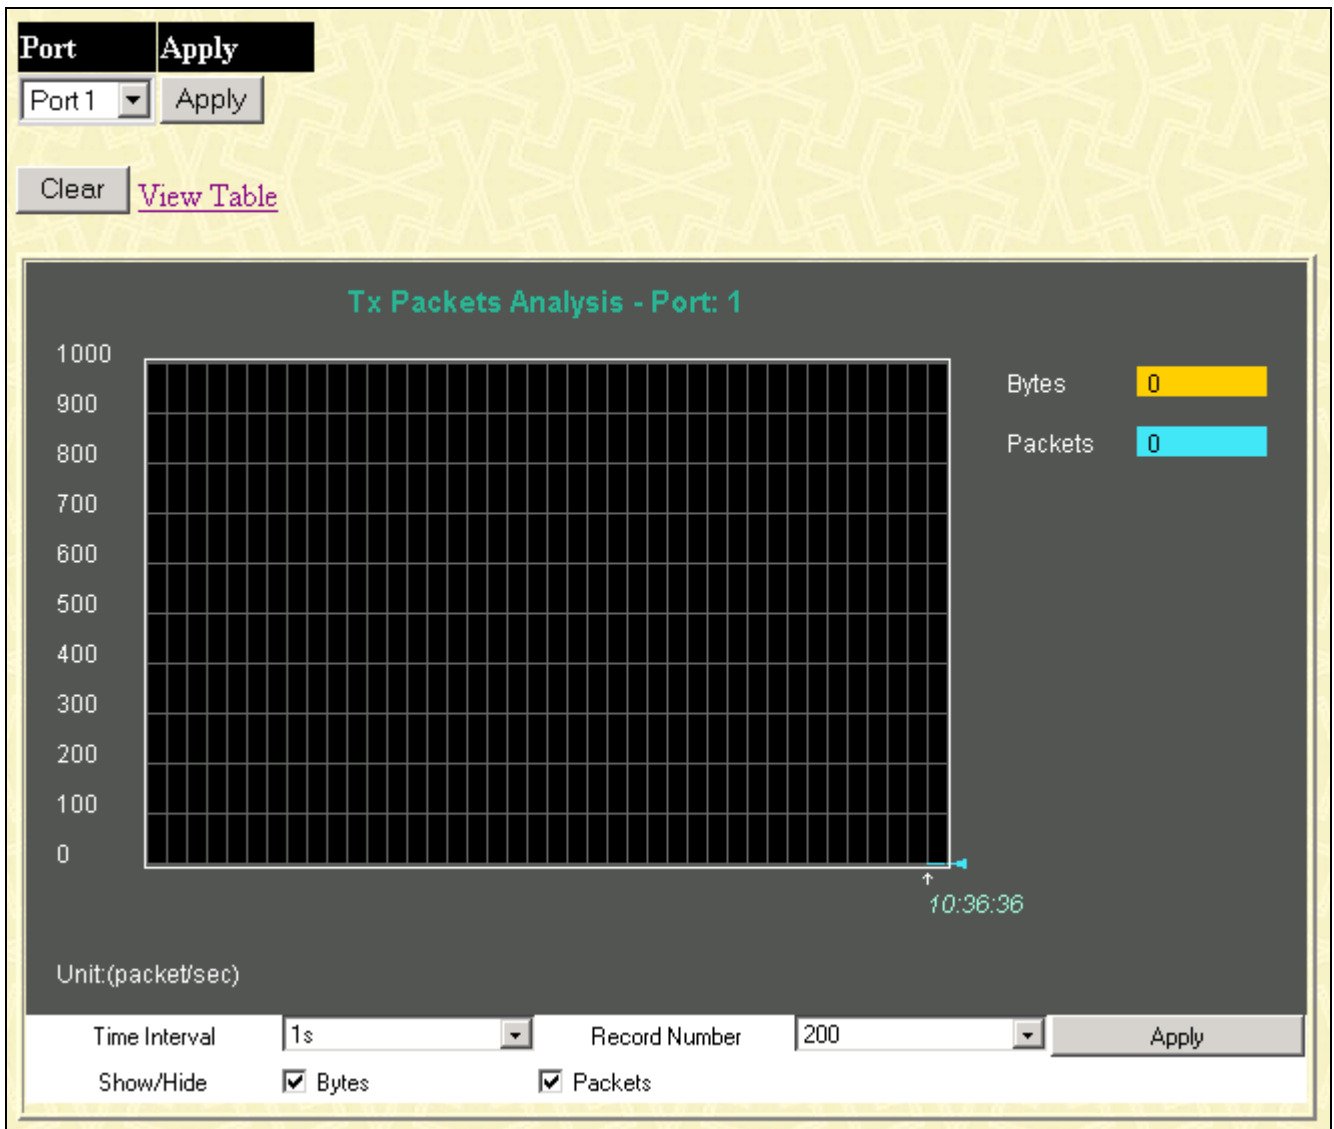 Port Apply
Port 1 Apply
Clear View Table
Tx Packets Analysis - Port: 1
1000
900
800
700
600
500
400
300
200
100
0
Bytes 0
Packets 0
10:36:36
Unit:(packet/sec)
Time Interval 1s Record Number 200 Apply
Show/Hide Bytes Packets